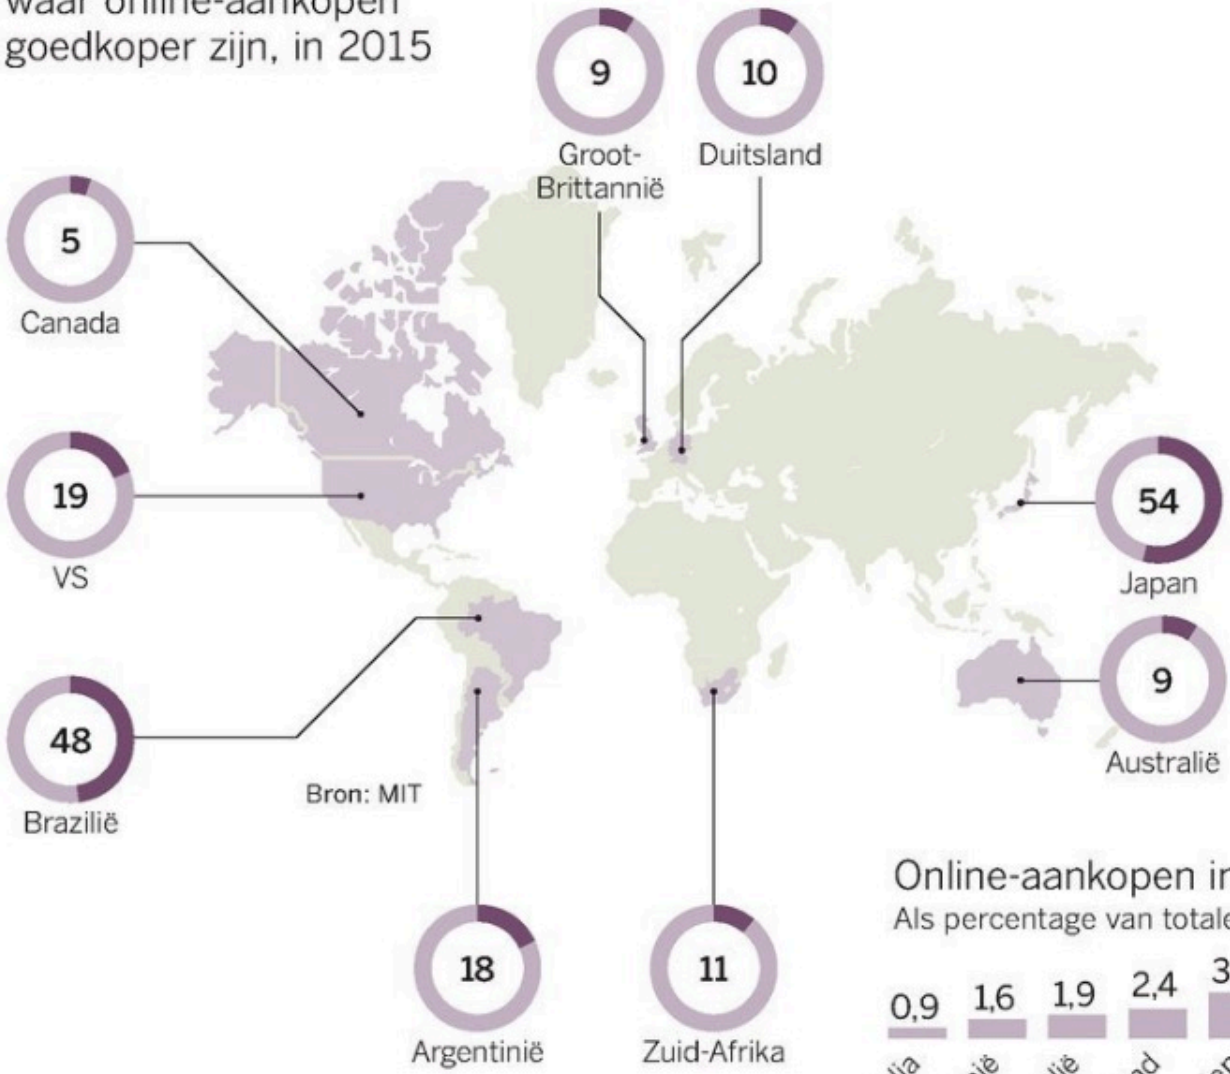 goedkoper zijn, in 2015
9
Groot-
Brittannië
10
Duitsland
5
Canada
19
VS
54
Japan
48
Brazilië
9
Australië
Bron: MIT
18
Argentinië
11
Zuid-Afrika
Online-aankopen
Als percentage van
0,9
1,6
1,9
2,4